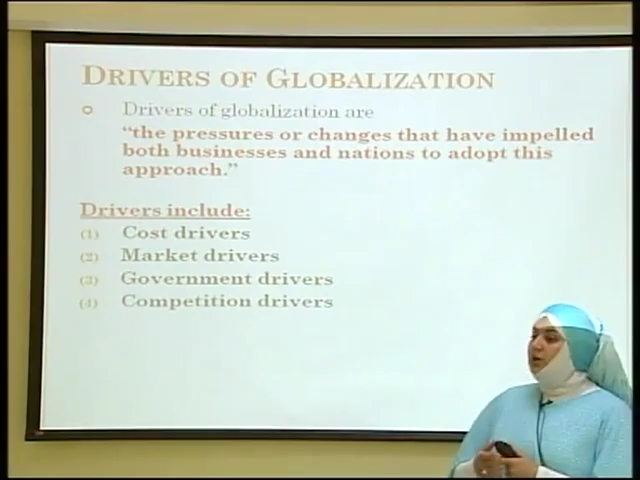 DRIVERS OF GLOBALIZATION
Drivers of globalization are
“the pressures or changes that have impelled
both businesses and nations to adopt this
approach.”
Drivers include:
(1) Cost drivers
(2) Market drivers
(3) Government drivers
(4) Competition drivers